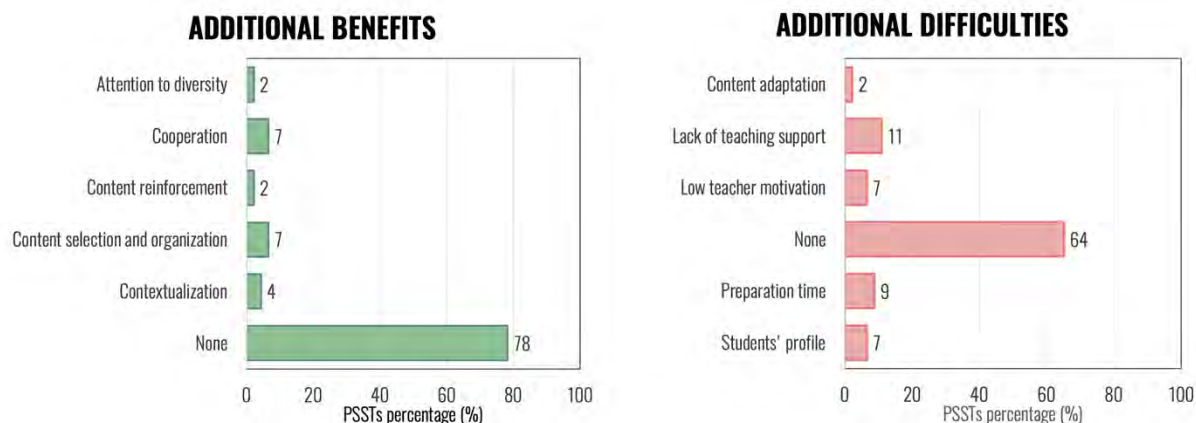 ADDITIONAL BENEFITS
Attention to diversity 2
Cooperation 7
Content reinforcement 2
Content selection and organization 7
Contextualization 4
None 78
0 20 40 60 80 100
PSSTs percentage (%)
ADDITIONAL DIFFICULTIES
Content adaptation 2
Lack of teaching support 11
Low teacher motivation 7
None 64
Preparation time 9
Students' profile 7
0 20 40 60 80 100
PSSTs percentage (%)